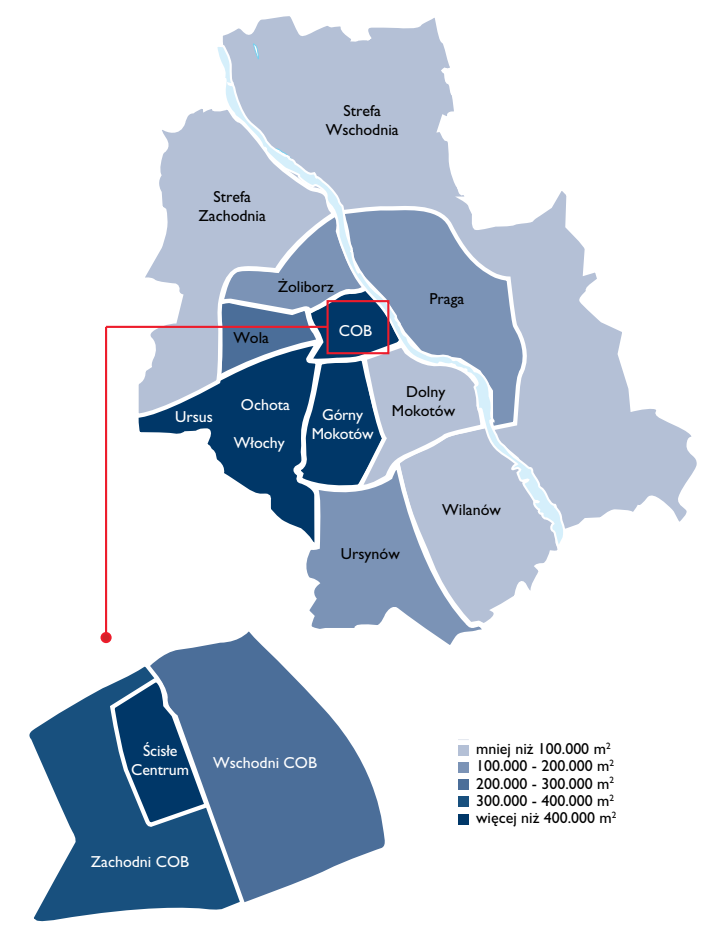 Strefa
Wschodnia
Strefa
Zachodnia
Żoliborz
Praga
Wola
COB
Dolny
Mokotów
Ursus
Ochota
Włochy
Górny
Mokotów
Wilanów
Ursynów
Ścisłe
Centrum
Wschodni COB
Zachodni COB
mniej niż 100.000 m²
100.000 - 200.000 m²
200.000 - 300.000 m²
300.000 - 400.000 m²
więcej niż 400.000 m²